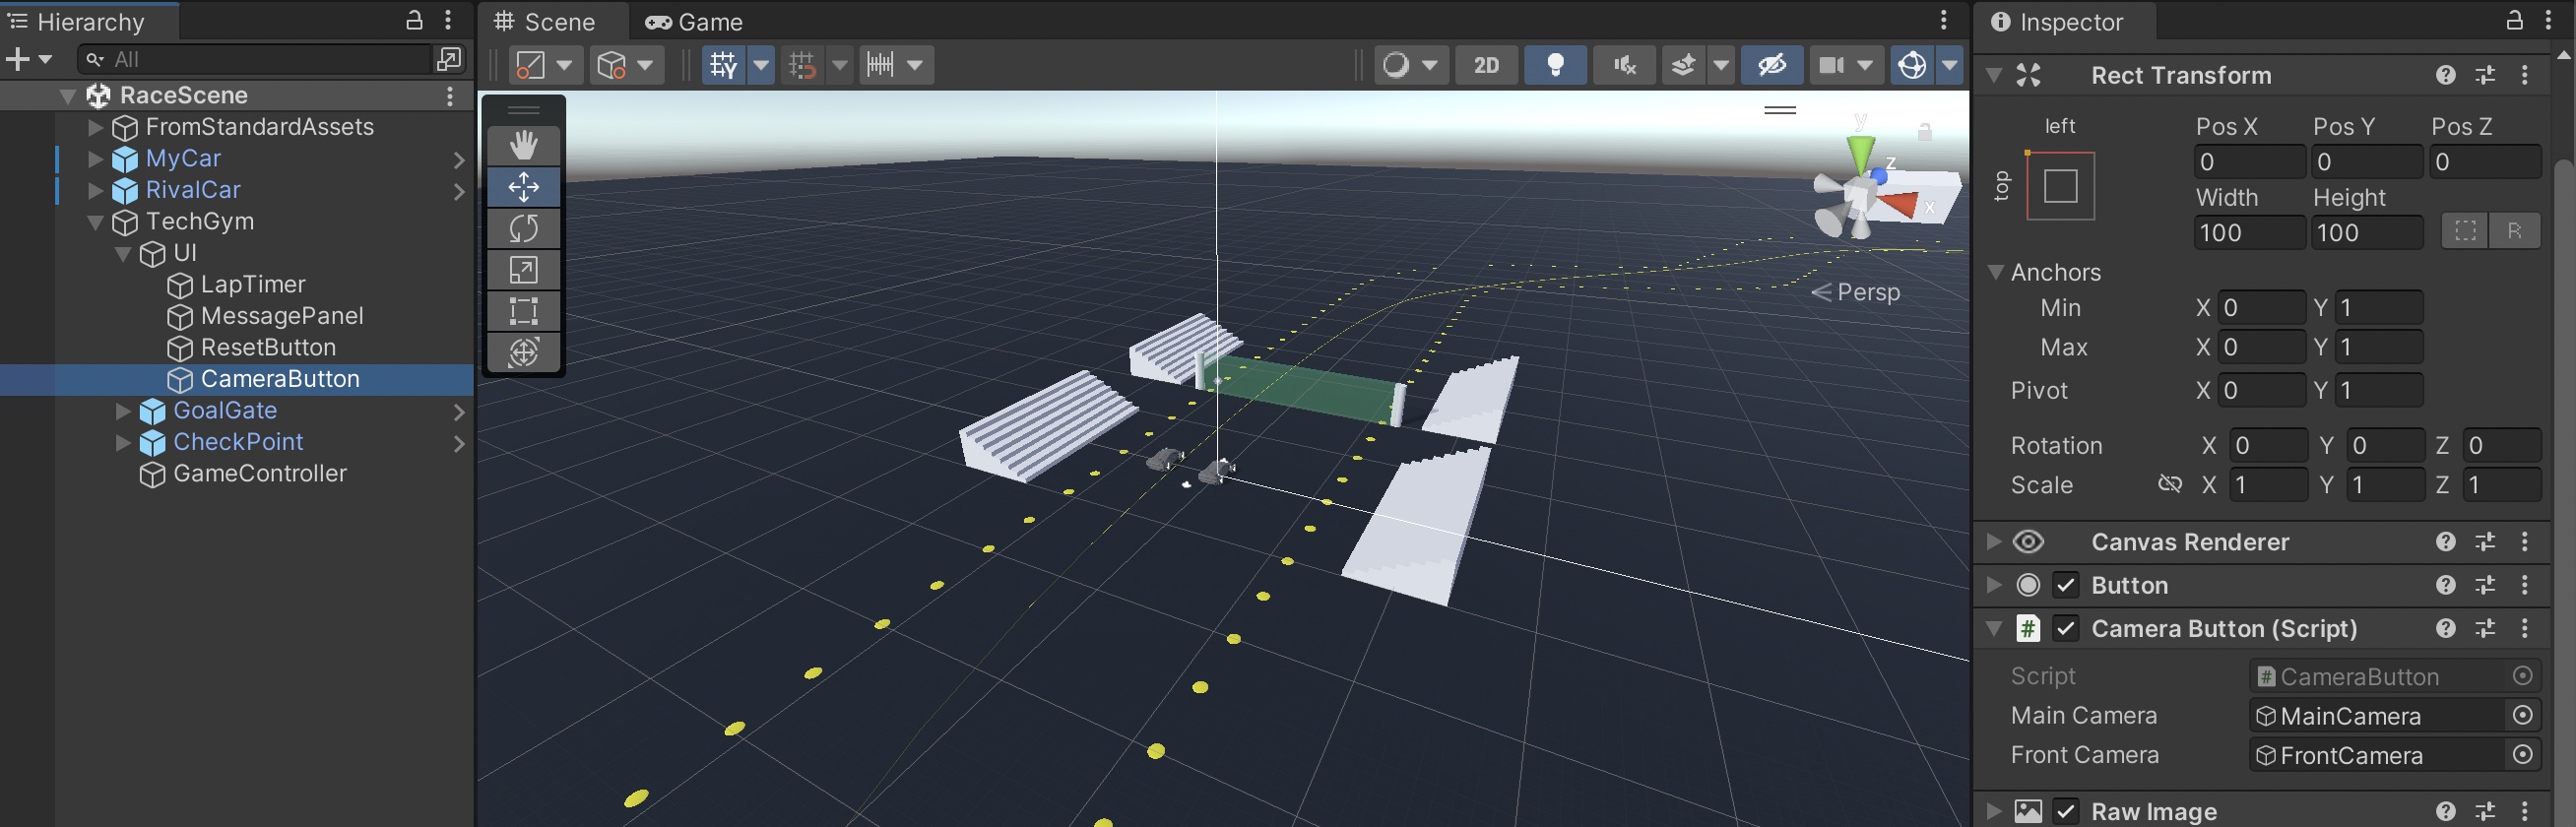 Hierarchy
All
RaceScene
FromStandardAssets
MyCar
RivalCar
TechGym
UI
LapTimer
MessagePanel
ResetButton
CameraButton
GoalGate
CheckPoint
GameController
Scene Game
Y 2D
y
z
x
Persp
Inspector
Rect Transform
left
top
Pos X Pos Y Pos Z
0 0 0
Width Height
100 100 R
Anchors
Min X 0 Y 1
Max X 0 Y 1
Pivot X 0 Y 1
Rotation X 0 Y 0 Z 0
Scale X 1 Y 1 Z 1
Canvas Renderer
Button
# Camera Button (Script)
Script # CameraButton
Main Camera MainCamera
Front Camera FrontCamera
Raw Image